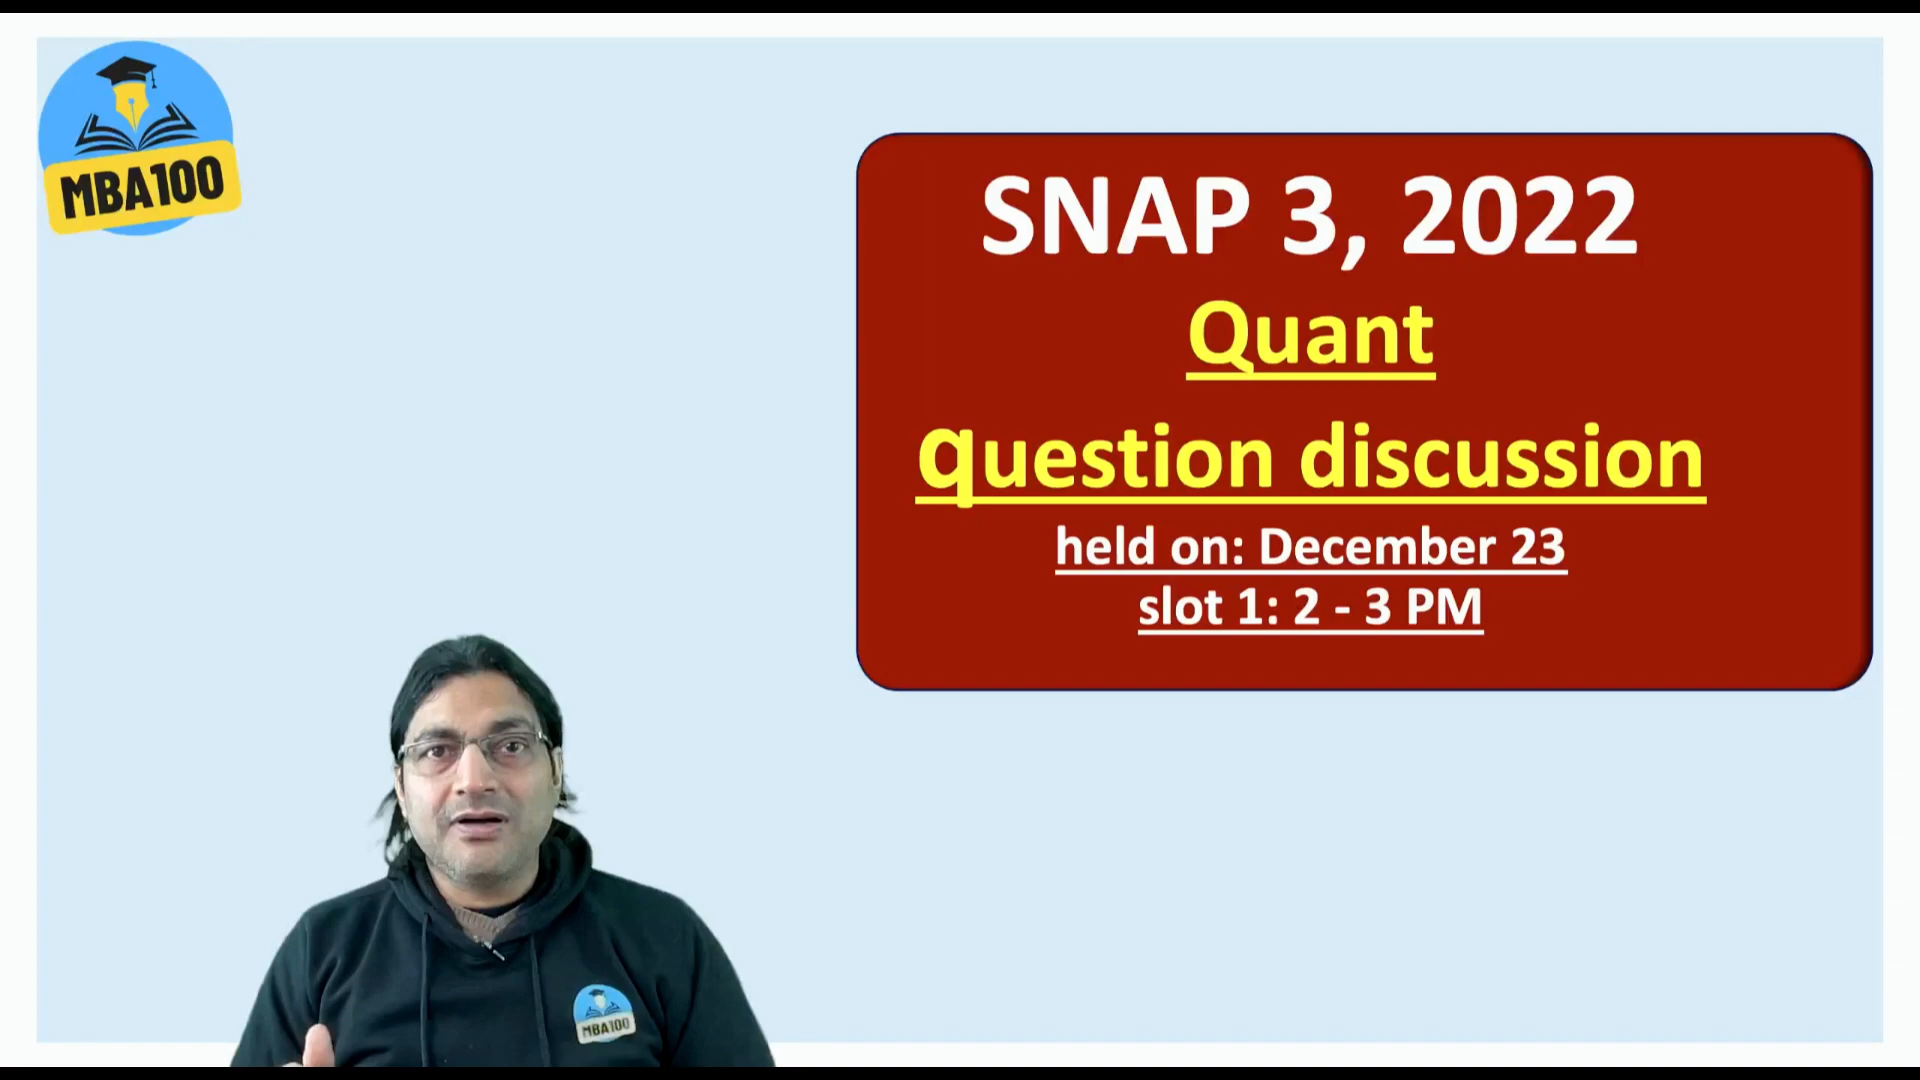 MBA100
SNAP 3, 2022
Quant
question discussion
held on: December 23
slot 1: 2 - 3 PM
MBA100